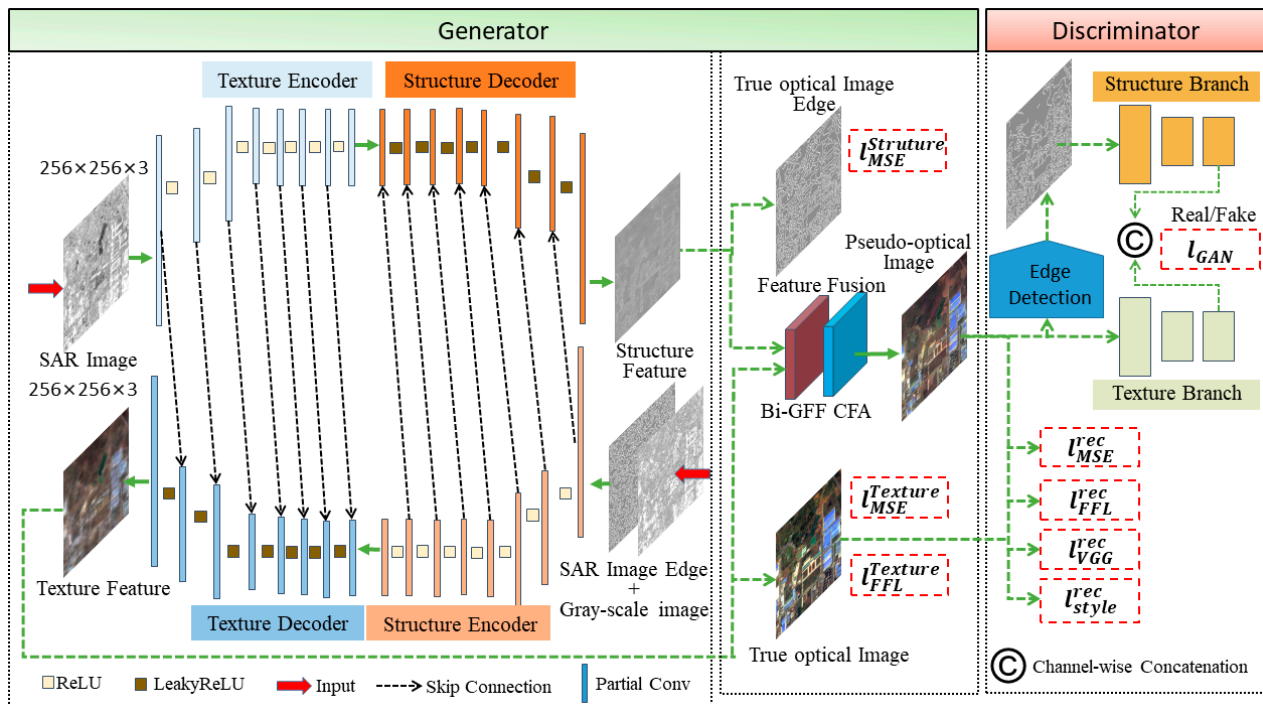 Generator
Discriminator
Texture Encoder
Structure Decoder
256×256×3
SAR Image
Structure
Feature
256×256×3
Texture Feature
SAR Image Edge
+
Gray-scale image
Texture Decoder
Structure Encoder
True optical Image
Edge
l_{MSE}^{Struture}
Pseudo-optical
Image
Feature Fusion
Bi-GFF CFA
l_{MSE}^{Texture}
l_{FFL}^{Texture}
True optical Image
Structure Branch
Real/Fake
C
l_{GAN}
Edge
Detection
Texture Branch
l_{MSE}^{rec}
l_{FFL}^{rec}
l_{VGG}^{rec}
l_{style}^{rec}
C Channel-wise Concatenation
ReLU
LeakyReLU
Input
Skip Connection
Partial Conv